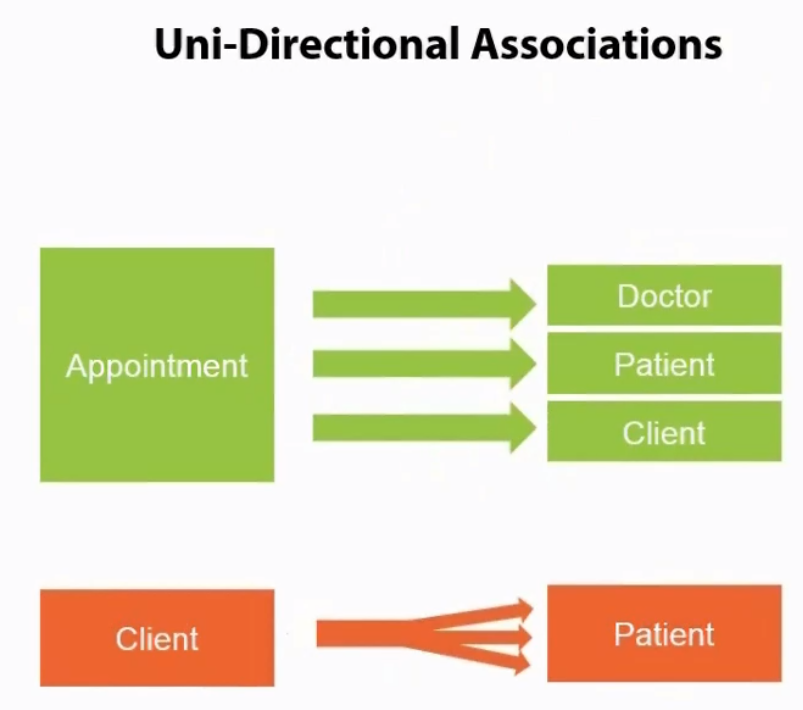 Uni-Directional Associations
Appointment
Doctor
Patient
Client
Client
Patient